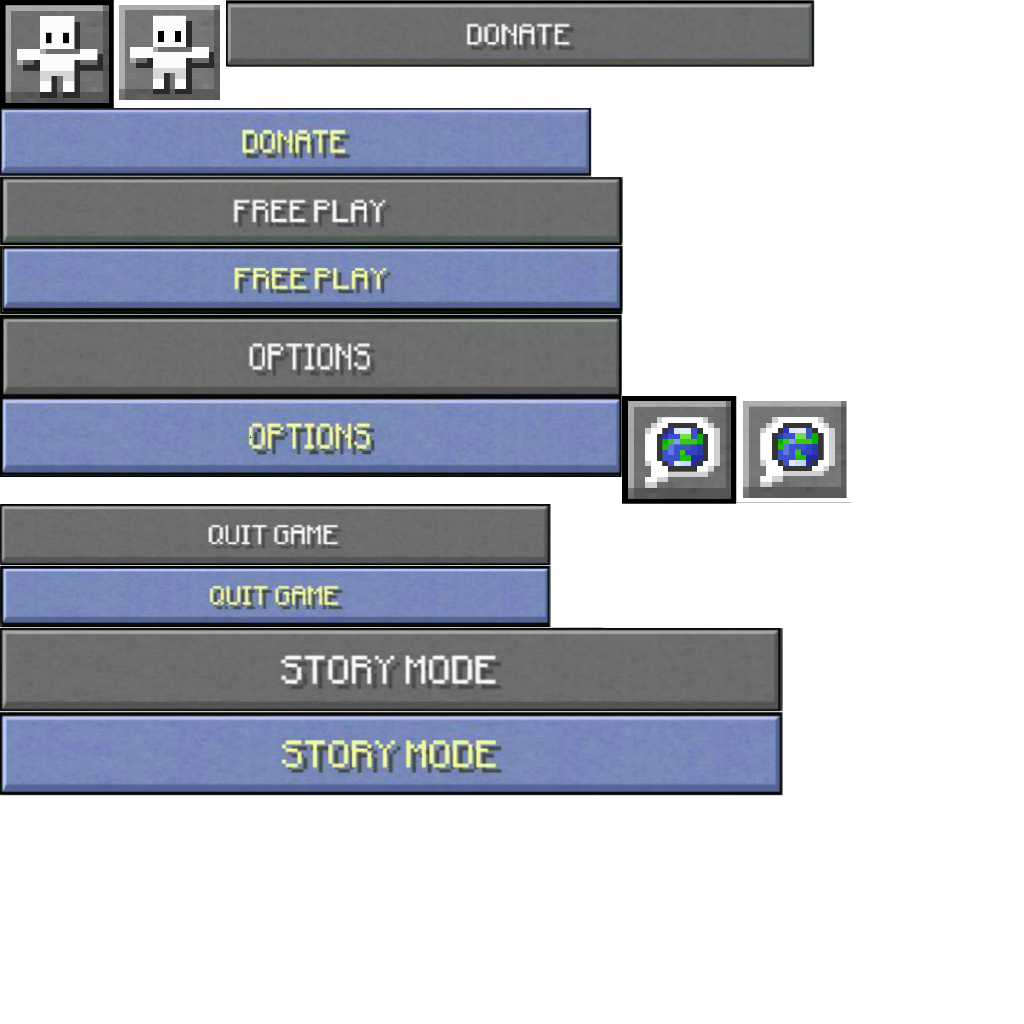 DONATE
DONATE
FREE PLAY
FREE PLAY
OPTIONS
OPTIONS
QUIT GAME
QUIT GAME
STORY MODE
STORY MODE